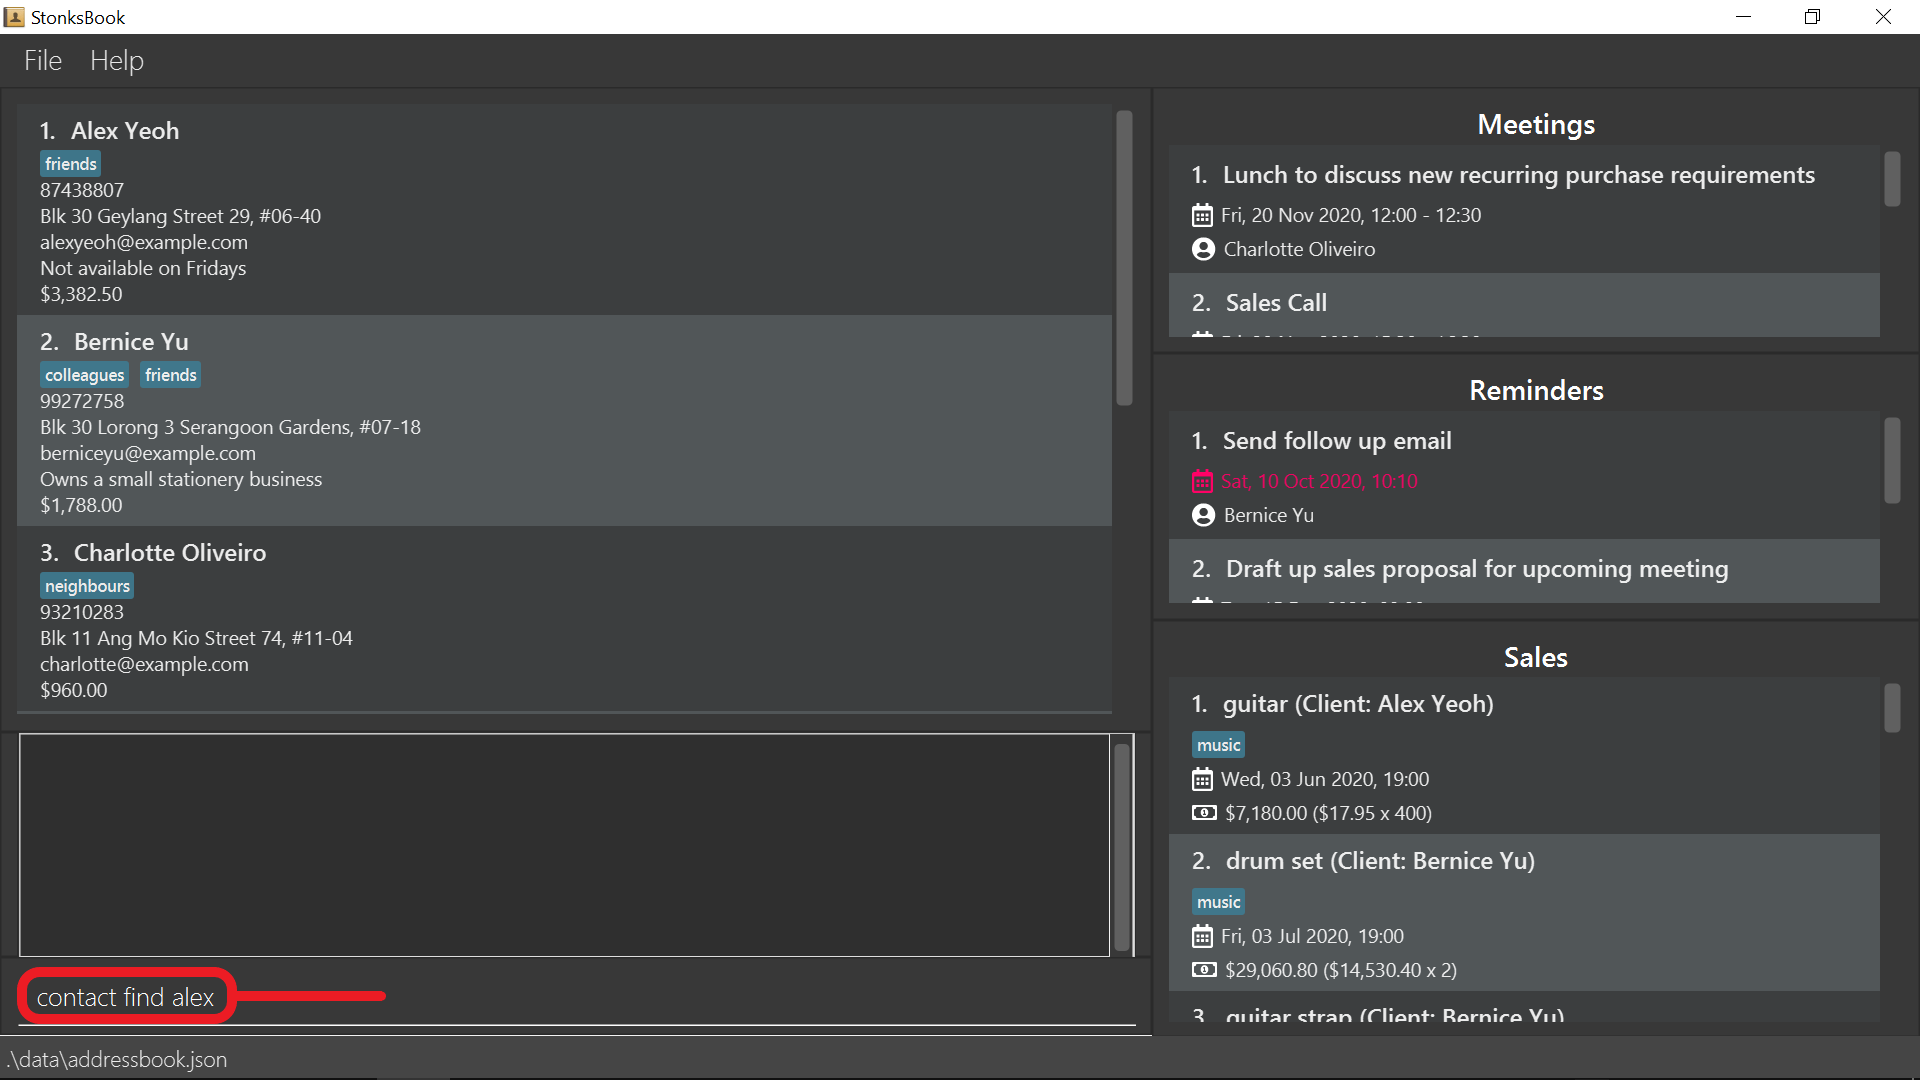 StonksBook
File Help
1. Alex Yeoh
friends
87438807
Blk 30 Geylang Street 29, #06-40
alexyeoh@example.com
Not available on Fridays
$3,382.50
2. Bernice Yu
colleagues friends
99272758
Blk 30 Lorong 3 Serangoon Gardens, #07-18
berniceyu@example.com
Owns a small stationery business
$1,788.00
3. Charlotte Oliveiro
neighbours
93210283
Blk 11 Ang Mo Kio Street 74, #11-04
charlotte@example.com
$960.00
contact find alex
.\data\addressbook.json
Meetings
1. Lunch to discuss new recurring purchase requirements
Fri, 20 Nov 2020, 12:00 - 12:30
Charlotte Oliveiro
2. Sales Call
Reminders
1. Send follow up email
Sat, 10 Oct 2020, 10:10
Bernice Yu
2. Draft up sales proposal for upcoming meeting
Sales
1. guitar (Client: Alex Yeoh)
music
Wed, 03 Jun 2020, 19:00
$7,180.00 ($17.95 x 400)
2. drum set (Client: Bernice Yu)
music
Fri, 03 Jul 2020, 19:00
$29,060.80 ($14,530.40 x 2)
3. guitar strap (Client: Bernice Yu)